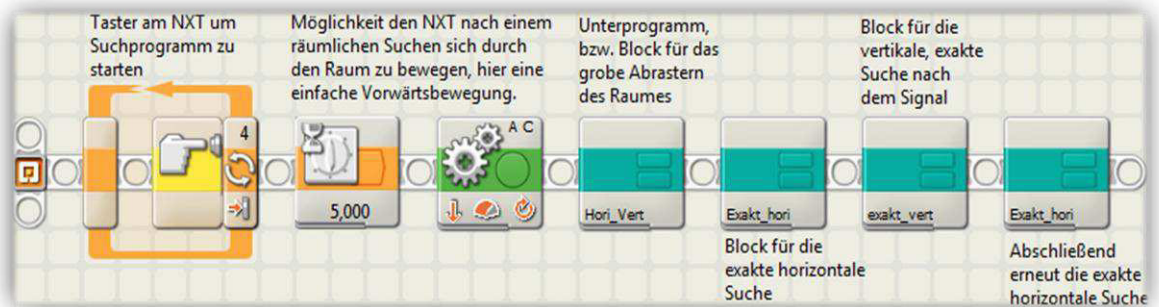 Taster am NXT um
Suchprogramm zu
starten
Möglichkeit den NXT nach einem
räumlichen Suchen sich durch
den Raum zu bewegen, hier eine
einfache Vorwärtsbewegung.
Unterprogramm,
bzw. Block für das
grobe Abrastern
des Raumes
Block für die
vertikale, exakte
Suche nach
dem Signal
4
A C
5,000
Hori_Vert
Exakt_hori
exakt_vert
Exakt_hori
Block für die
exakte horizontale
Suche
Abschließend
erneut die exakte
horizontale Suche